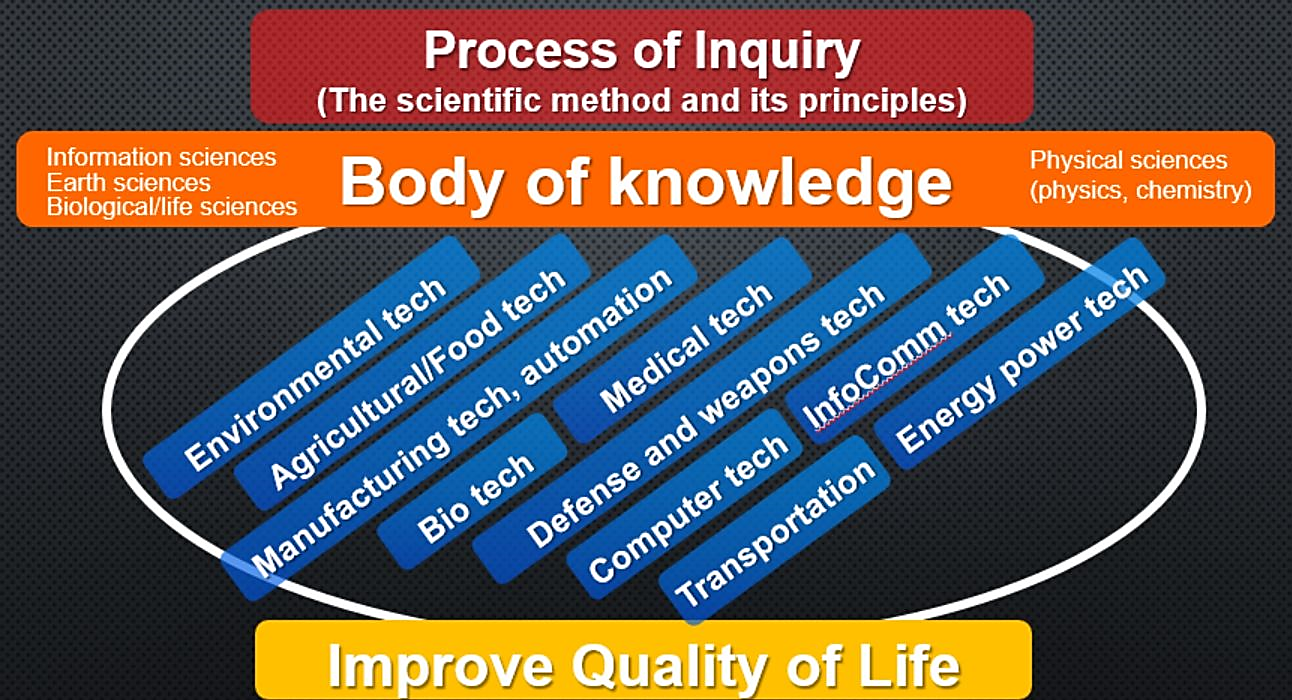 Process of Inquiry
(The scientific method and its principles)
Information sciences
Earth sciences
Biological/life sciences
Body of knowledge
Physical sciences
(physics, chemistry)
Environmental tech
Agricultural/Food tech
Manufacturing tech, automation
Bio tech
Medical tech
Defense and weapons tech
Computer tech
InfoComm tech
Transportation
Energy power tech
Improve Quality of Life